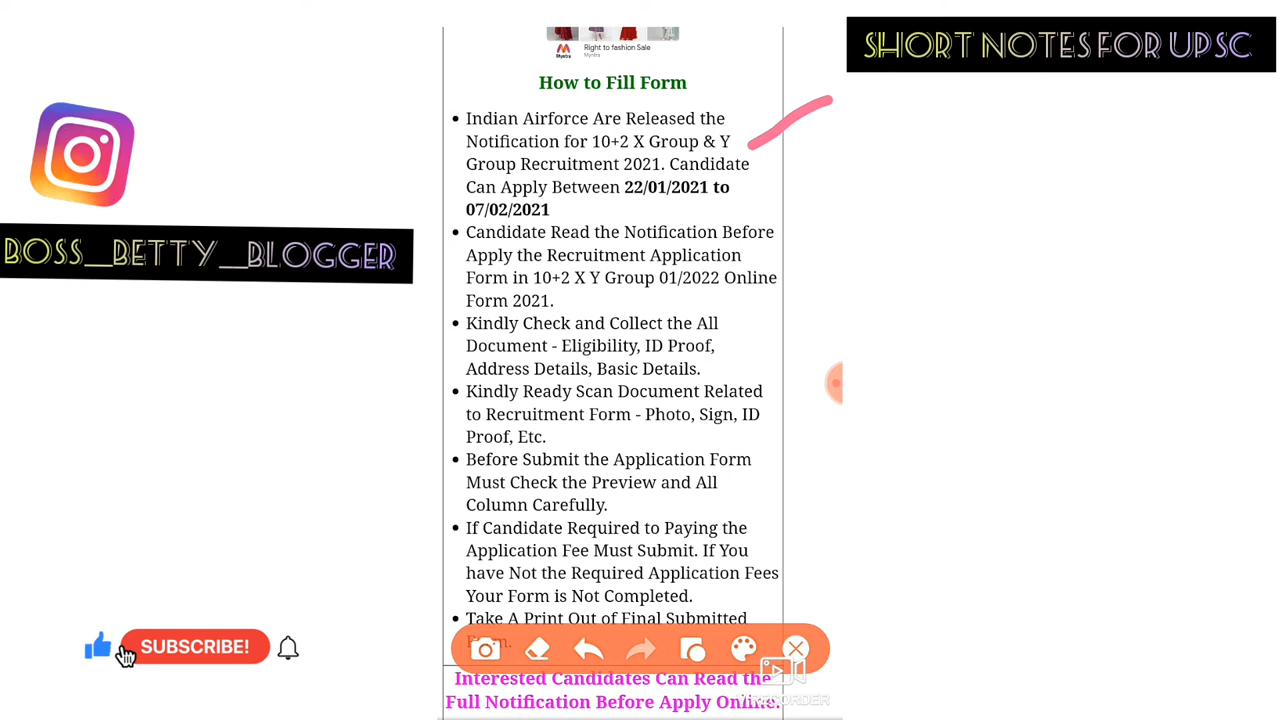 SHORT NOTES FOR UPSC
Right to fashion Sale
Myntra
Myntra
How to Fill Form
• Indian Airforce Are Released the
Notification for 10+2 X Group & Y
Group Recruitment 2021. Candidate
Can Apply Between 22/01/2021 to
07/02/2021
• Candidate Read the Notification Before
Apply the Recruitment Application
Form in 10+2 X Y Group 01/2022 Online
Form 2021.
• Kindly Check and Collect the All
Document - Eligibility, ID Proof,
Address Details, Basic Details.
• Kindly Ready Scan Document Related
to Recruitment Form - Photo, Sign, ID
Proof, Etc.
• Before Submit the Application Form
Must Check the Preview and All
Column Carefully.
• If Candidate Required to Paying the
Application Fee Must Submit. If You
have Not the Required Application Fees
Your Form is Not Completed.
• Take A Print Out of Final Submitted
Interested Candidates Can Read the
Full Notification Before Apply Online.
BOSS_BETTY_BLOGGER
SUBSCRIBE!